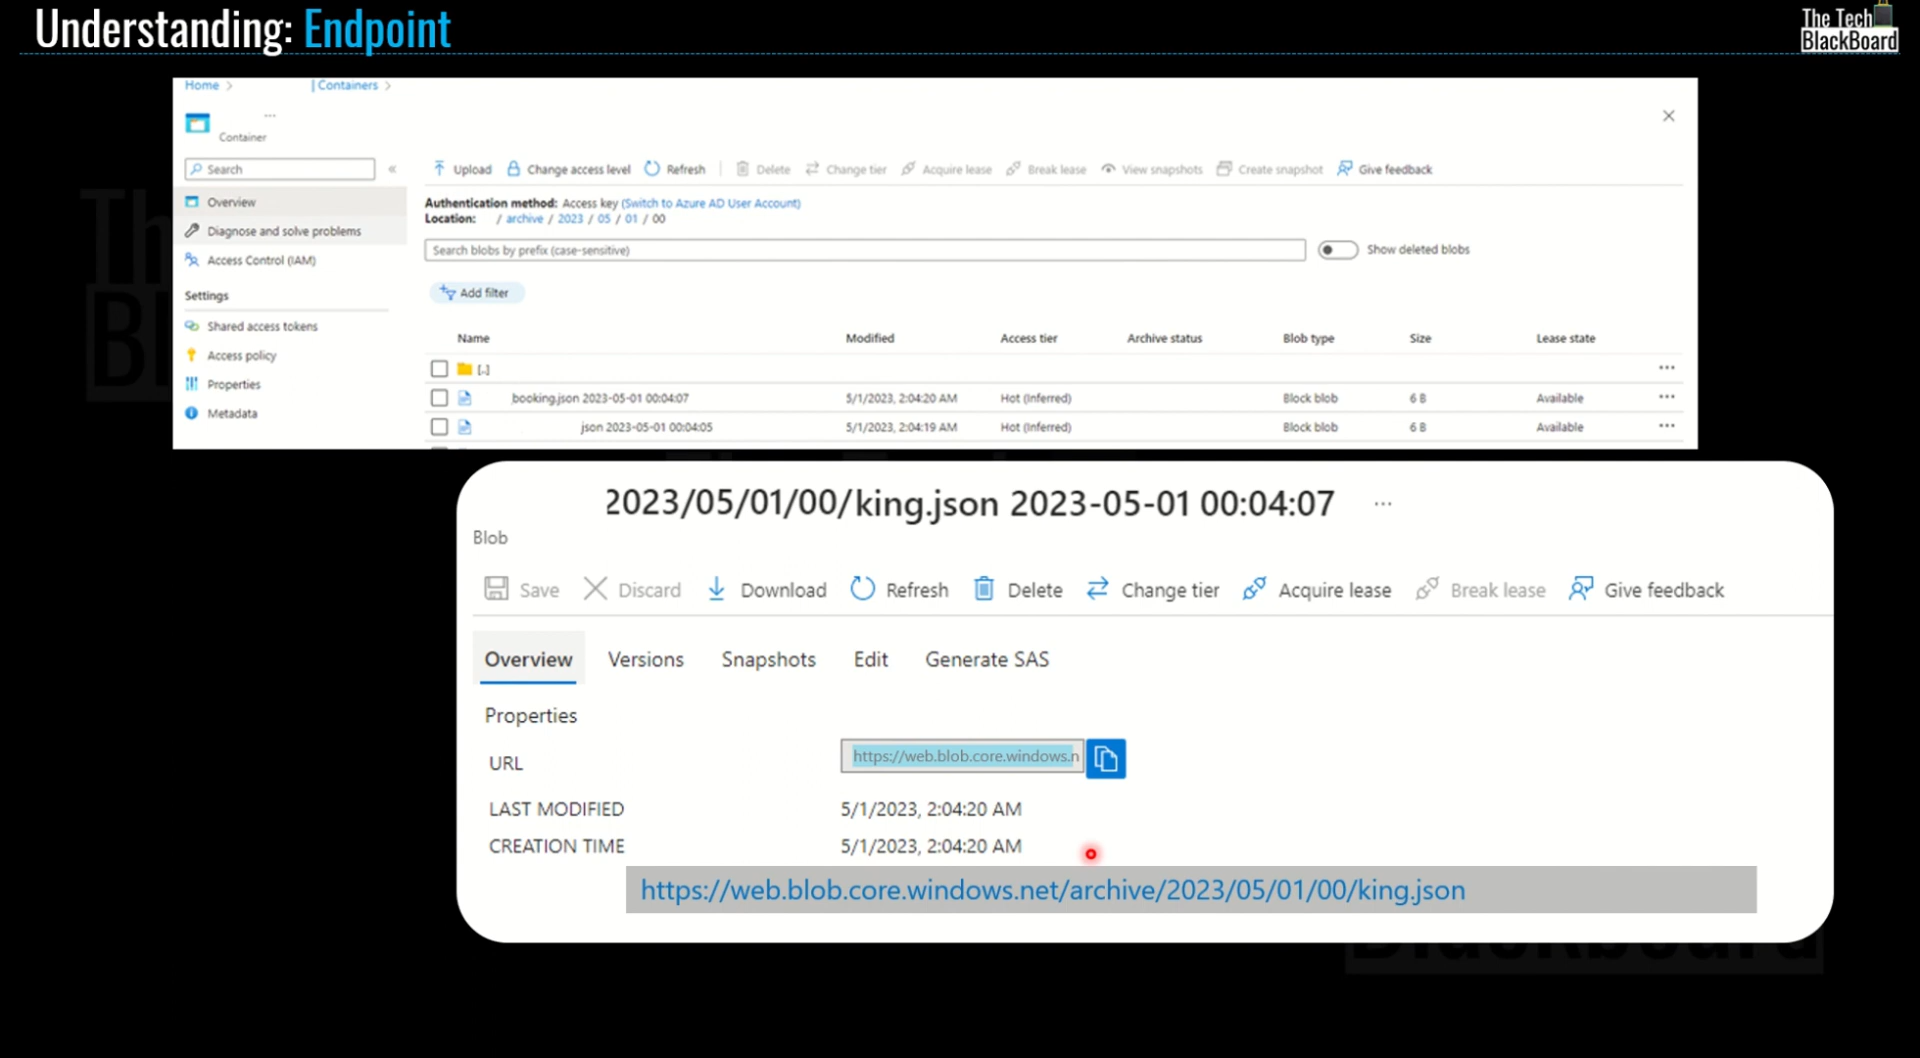 Understanding: Endpoint
The Tech
BlackBoard
Home > | Containers >
...
Container
Search
«
Upload Change access level Refresh Delete Change tier Acquire lease Break lease View snapshots Create snapshot Give feedback
Overview
Diagnose and solve problems
Access Control (IAM)
Settings
Shared access tokens
Access policy
Properties
Metadata
Authentication method: Access key (Switch to Azure AD User Account)
Location: / archive / 2023 / 05 / 01 / 00
Search blobs by prefix (case-sensitive)
Show deleted blobs
Add filter
Name Modified Access tier Archive status Blob type Size Lease state
[..]
booking.json 2023-05-01 00:04:07 5/1/2023, 2:04:20 AM Hot (Inferred) Block blob 6 B Available
json 2023-05-01 00:04:05 5/1/2023, 2:04:19 AM Hot (Inferred) Block blob 6 B Available
2023/05/01/00/king.json 2023-05-01 00:04:07 ...
Blob
Save Discard Download Refresh Delete Change tier Acquire lease Break lease Give feedback
Overview Versions Snapshots Edit Generate SAS
Properties
URL https://web.blob.core.windows.n
LAST MODIFIED 5/1/2023, 2:04:20 AM
CREATION TIME 5/1/2023, 2:04:20 AM
https://web.blob.core.windows.net/archive/2023/05/01/00/king.json